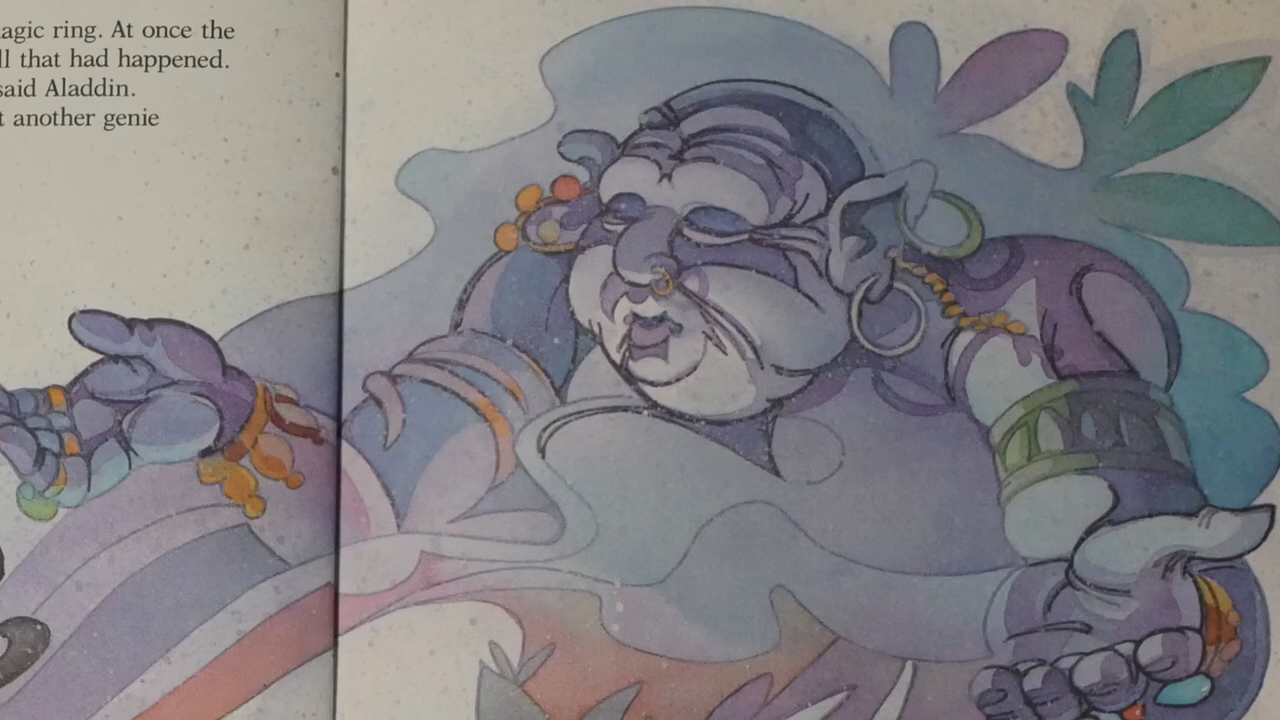 agic ring. At once the
ll that had happened.
said Aladdin.
t another genie